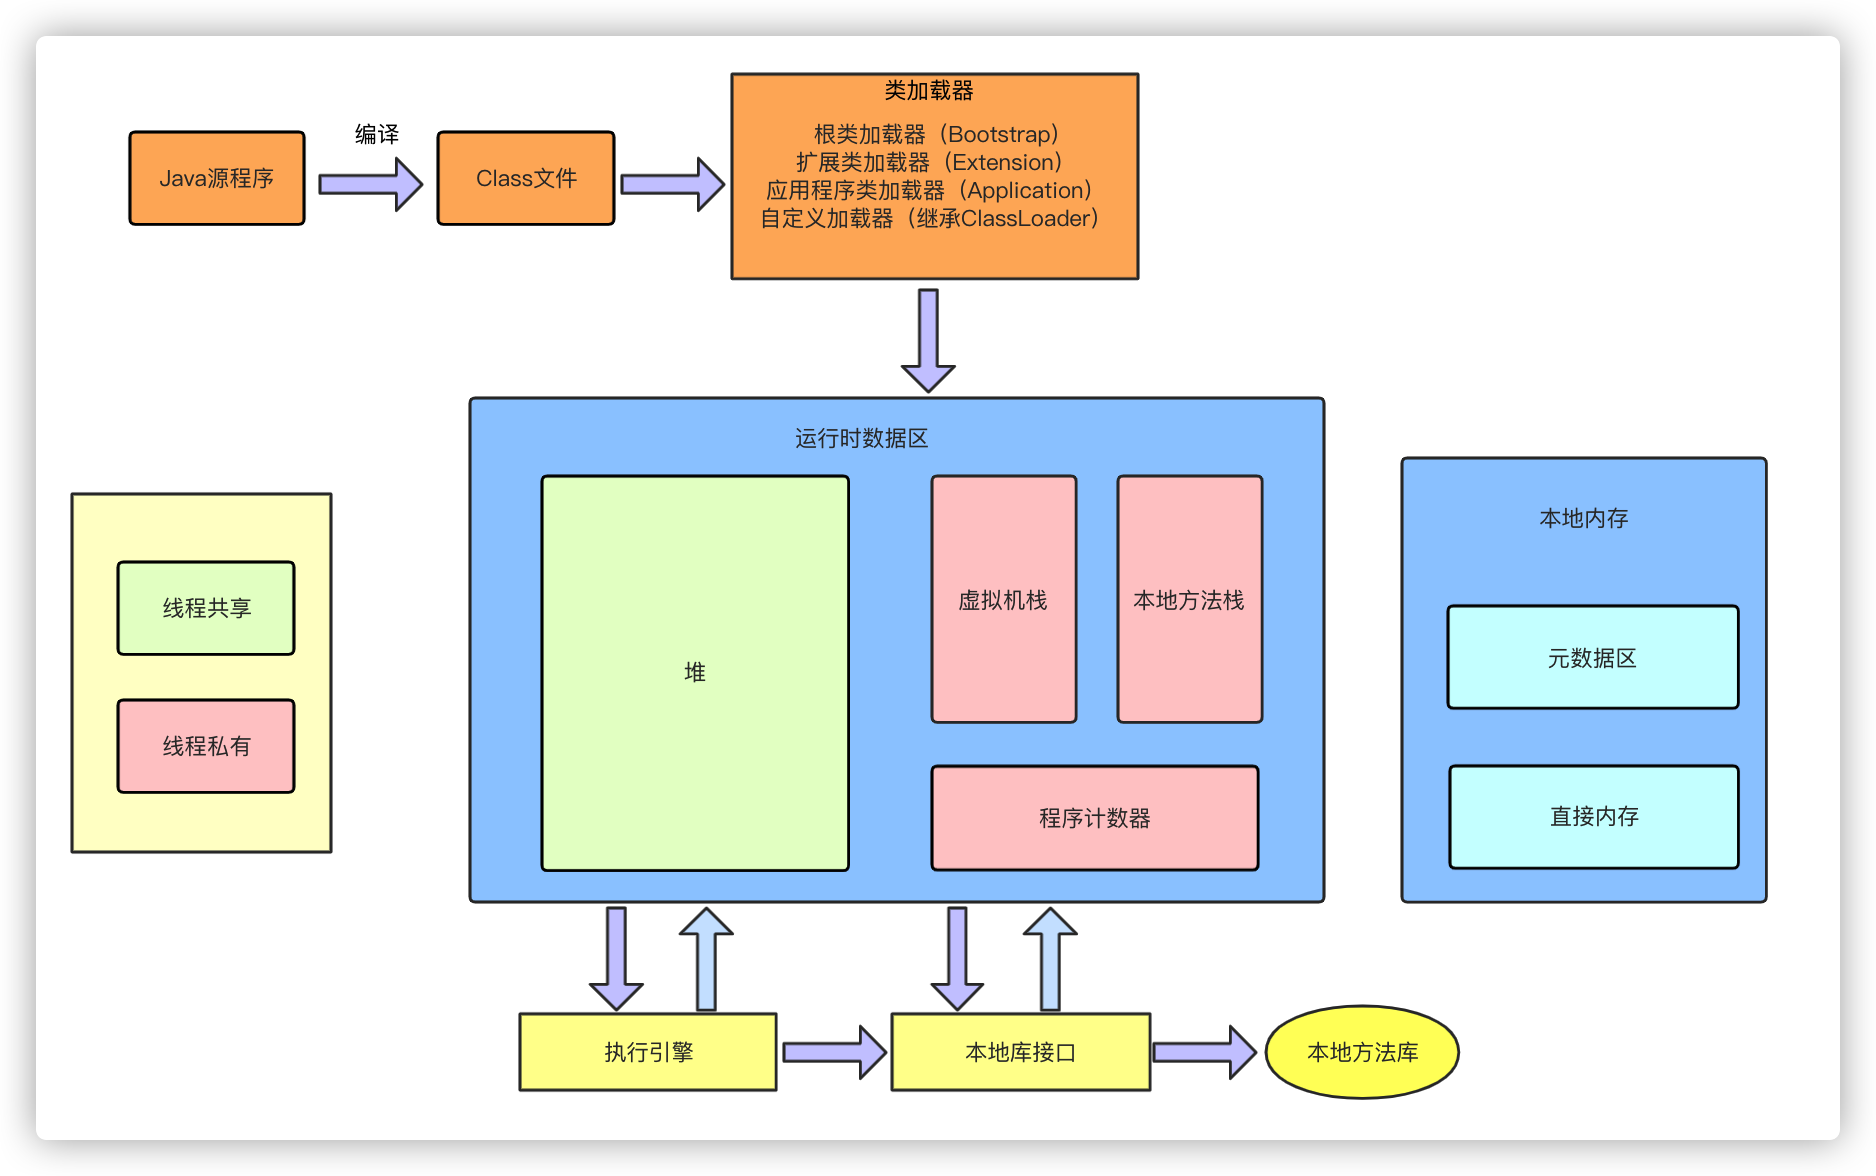 编译
Java源程序
Class文件
类加载器
根类加载器（Bootstrap）
扩展类加载器（Extension）
应用程序类加载器（Application）
自定义加载器（继承ClassLoader）
运行时数据区
堆
虚拟机栈
本地方法栈
程序计数器
线程共享
线程私有
本地内存
元数据区
直接内存
执行引擎
本地库接口
本地方法库